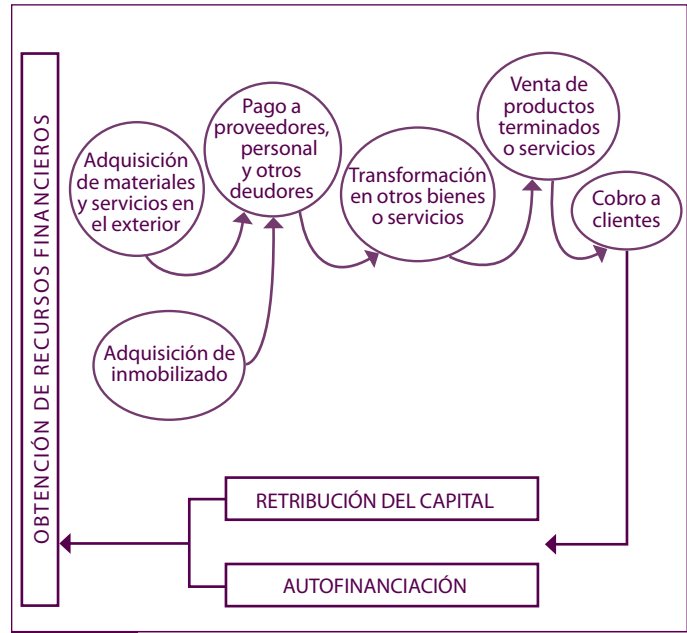 OBTENCIÓN DE RECURSOS FINANCIEROS
Adquisición
de materiales
y servicios en
el exterior
Pago a
proveedores,
personal
y otros
deudores
Transformación
en otros bienes
o servicios
Venta de
productos
terminados
o servicios
Cobro a
clientes
Adquisición de
inmobilizado
RETRIBUCIÓN DEL CAPITAL
AUTOFINANCIACIÓN